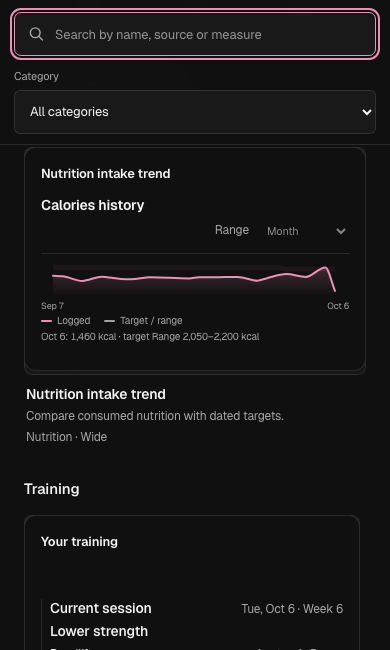 Search by name, source or measure
Category
All categories
Nutrition intake trend
Calories history
Range Month
Sep 7 Oct 6
Logged Target / range
Oct 6: 1,460 kcal · target Range 2,050–2,200 kcal
Nutrition intake trend
Compare consumed nutrition with dated targets.
Nutrition · Wide
Training
Your training
Current session Tue, Oct 6 · Week 6
Lower strength